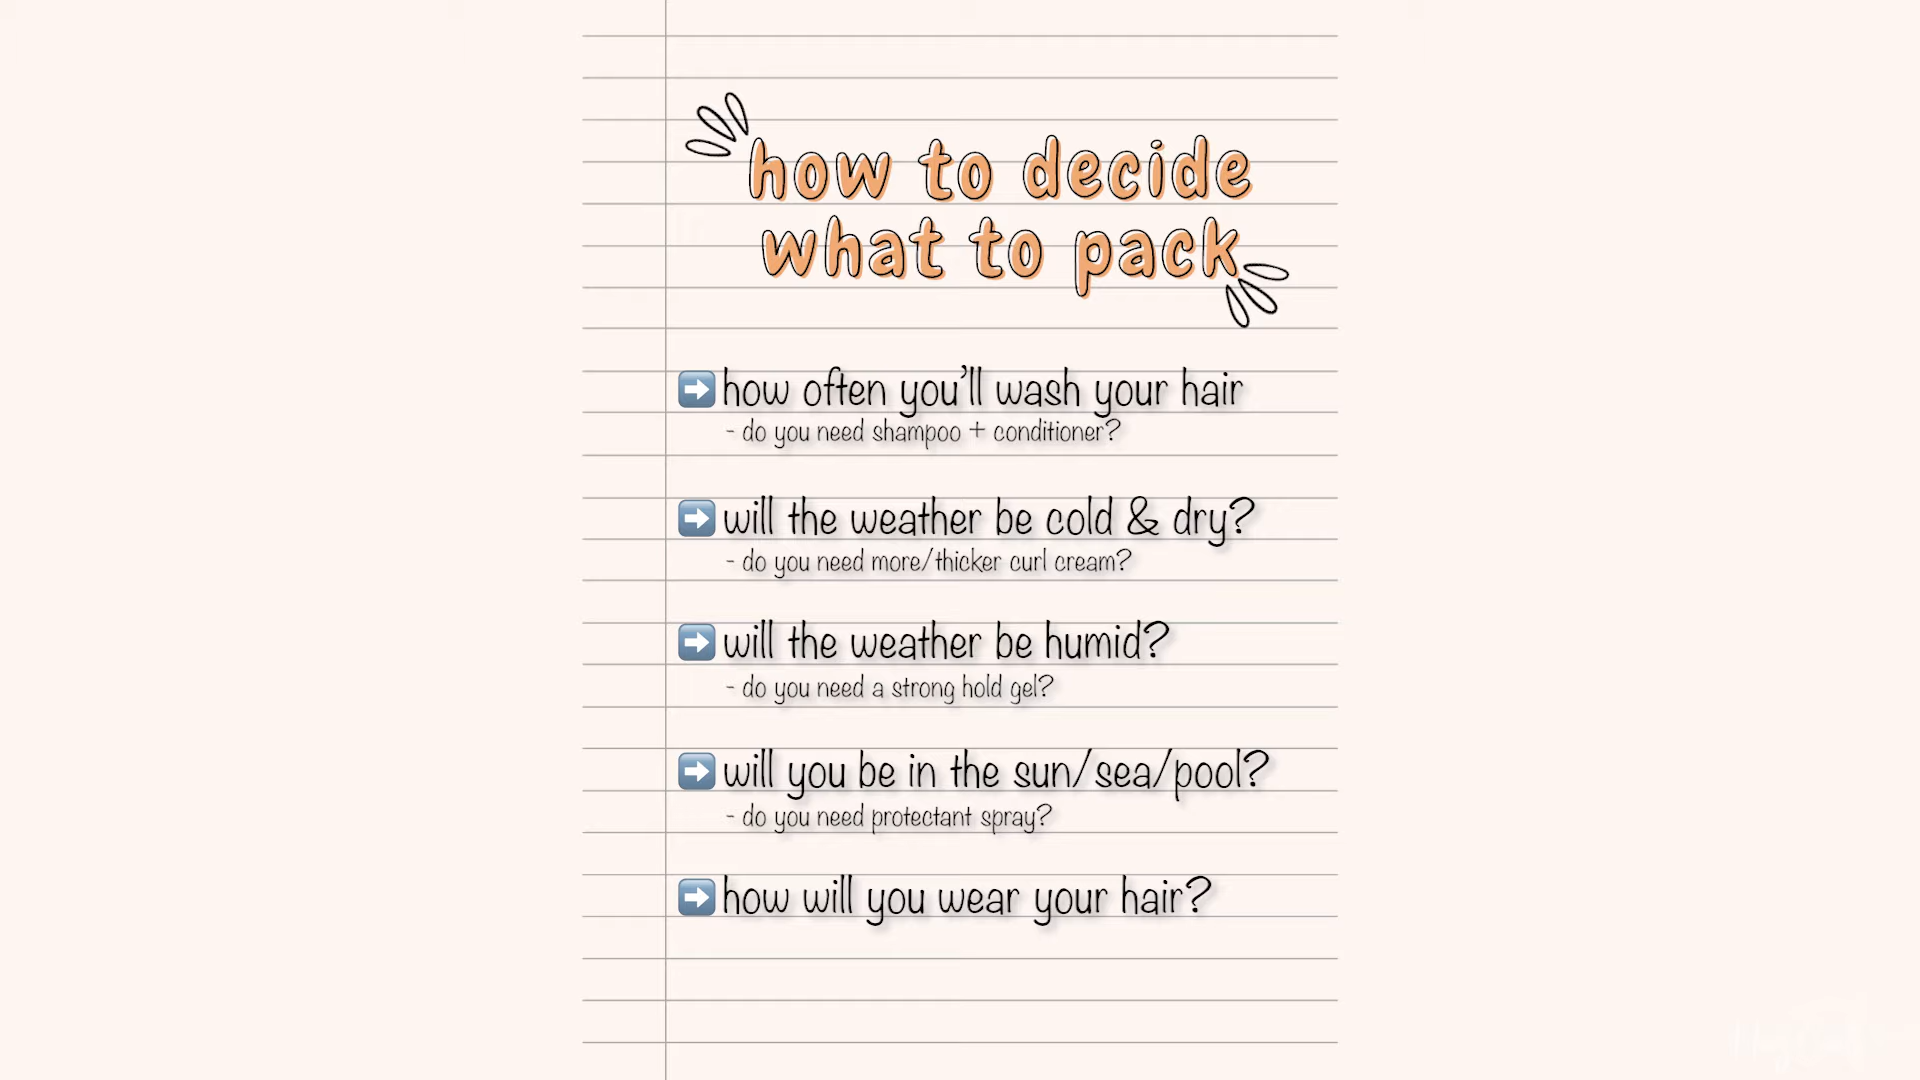 how to decide
what to pack
➡️how often you'll wash your hair
- do you need shampoo + conditioner?
➡️will the weather be cold & dry?
- do you need more/thicker curl cream?
➡️will the weather be humid?
- do you need a strong hold gel?
➡️will you be in the sun/sea/pool?
- do you need protectant spray?
➡️how will you wear your hair?